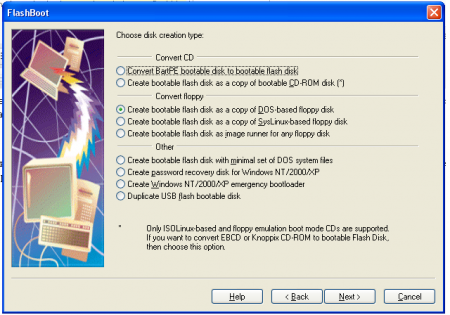 FlashBoot
Choose disk creation type:
Convert CD
Convert BartPE bootable disk to bootable flash disk
Create bootable flash disk as a copy of bootable CD-ROM disk (*)
Convert floppy
Create bootable flash disk as a copy of DOS-based floppy disk
Create bootable flash disk as a copy of SysLinux-based floppy disk
Create bootable flash disk as image runner for any floppy disk
Other
Create bootable flash disk with minimal set of DOS system files
Create password recovery disk for Windows NT/2000/XP
Create Windows NT/2000/XP emergency bootloader
Duplicate USB flash bootable disk
* Only ISOLinux-based and floppy emulation boot mode CDs are supported.
If you want to convert EBCD or Knoppix CD-ROM to bootable Flash Disk,
then choose this option.
Help < Back Next > Cancel